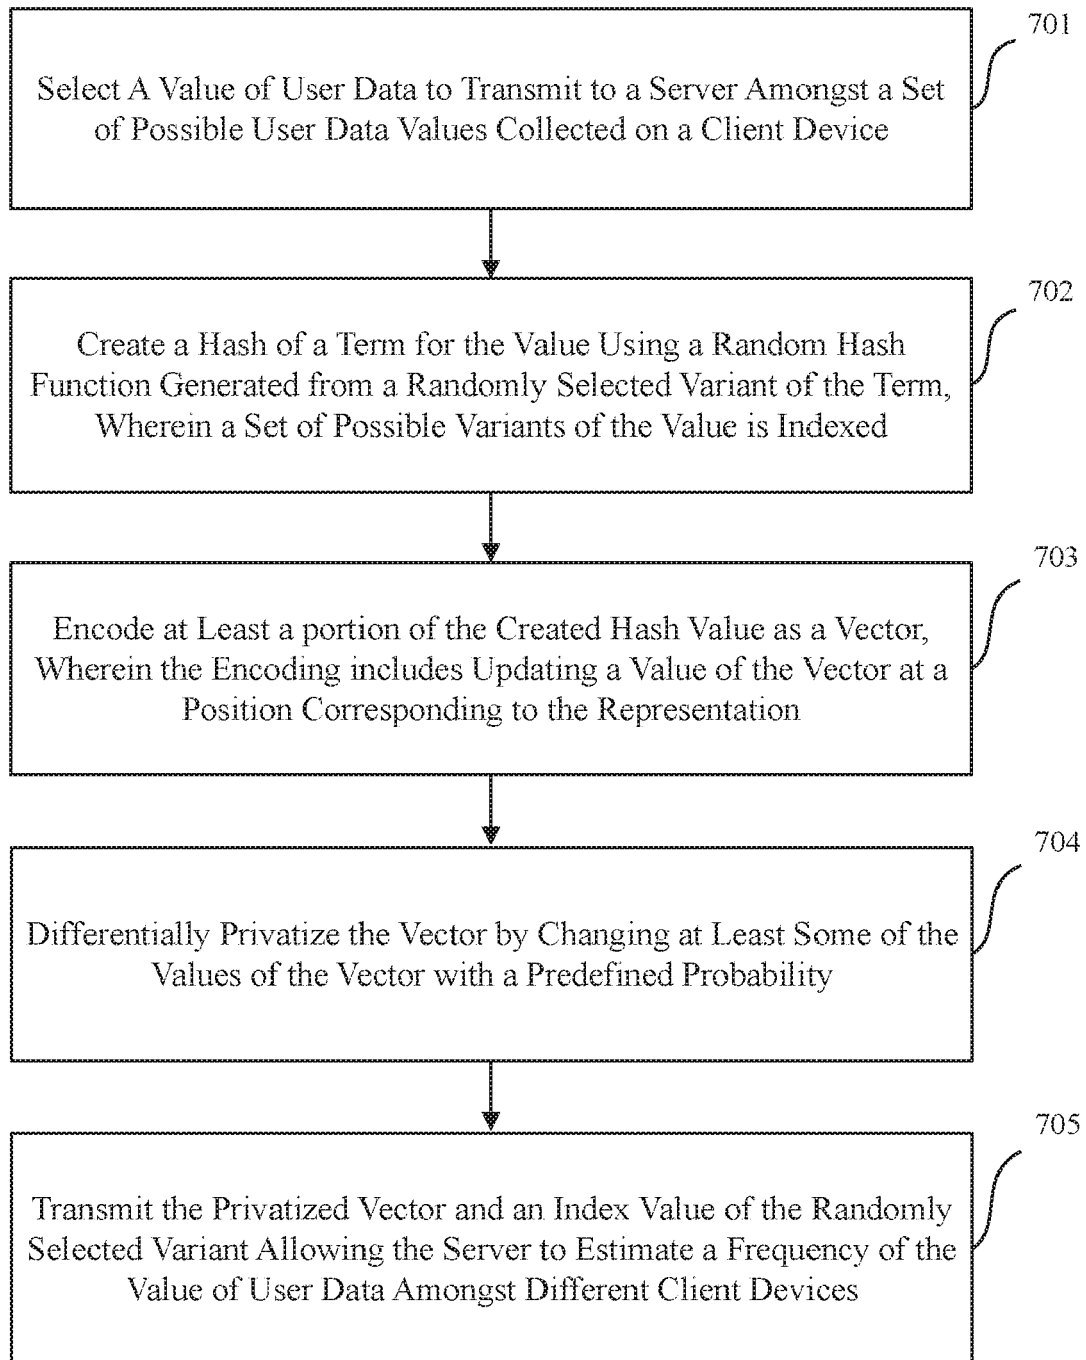 701
Select A Value of User Data to Transmit to a Server Amongst a Set
of Possible User Data Values Collected on a Client Device
702
Create a Hash of a Term for the Value Using a Random Hash
Function Generated from a Randomly Selected Variant of the Term,
Wherein a Set of Possible Variants of the Value is Indexed
703
Encode at Least a portion of the Created Hash Value as a Vector,
Wherein the Encoding includes Updating a Value of the Vector at a
Position Corresponding to the Representation
704
Differentially Privatize the Vector by Changing at Least Some of the
Values of the Vector with a Predefined Probability
705
Transmit the Privatized Vector and an Index Value of the Randomly
Selected Variant Allowing the Server to Estimate a Frequency of the
Value of User Data Amongst Different Client Devices